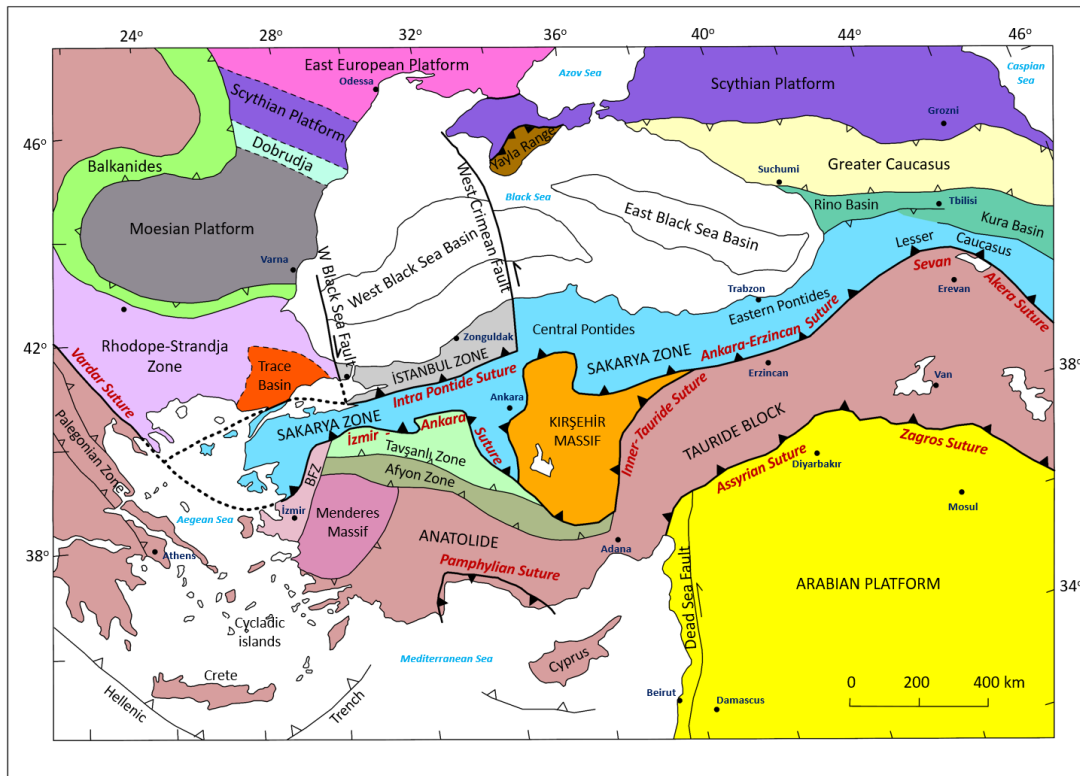 24°
28°
32°
36°
40°
44°
46°
East European Platform
Odessa
Azov Sea
Caspian
Sea
Scythian Platform
Scythian Platform
Grozni
46°
Dobrudja
Yayla Range
Balkanides
Greater Caucasus
Suchumi
Black Sea
West Crimean Fault
Rino Basin
Tbilisi
Kura Basin
Moesian Platform
East Black Sea Basin
West Black Sea Basin
W Black Sea Fault
Lesser
Caucasus
Varna
Sevan
Akera Suture
Erevan
Trabzon
Eastern Pontides
Central Pontides
Zonguldak
42°
Rhodope-Strandja
Zone
İSTANBUL ZONE
SAKARYA ZONE
Ankara-Erzincan Suture
38°
Trace
Basin
Intra Pontide Suture
Erzincan
Van
Vardar Suture
Ankara
SAKARYA ZONE
İzmir
Ankara
Suture
KIRŞEHİR
MASSIF
Inner-Tauride Suture
TAURIDE BLOCK
Pelegonian Zone
Tavşanlı Zone
BFZ
Afyon Zone
Zagros Suture
Assyrian Suture
Diyarbakır
Menderes
Massif
İzmir
Aegean Sea
Mosul
ANATOLIDE
Adana
38°
Athens
Pamphylian Suture
ARABIAN PLATFORM
34°
Dead Sea Fault
Cycladic
islands
Mediterranean Sea
Cyprus
Crete
Hellenic
Trench
Beirut
Damascus
0
200
400 km